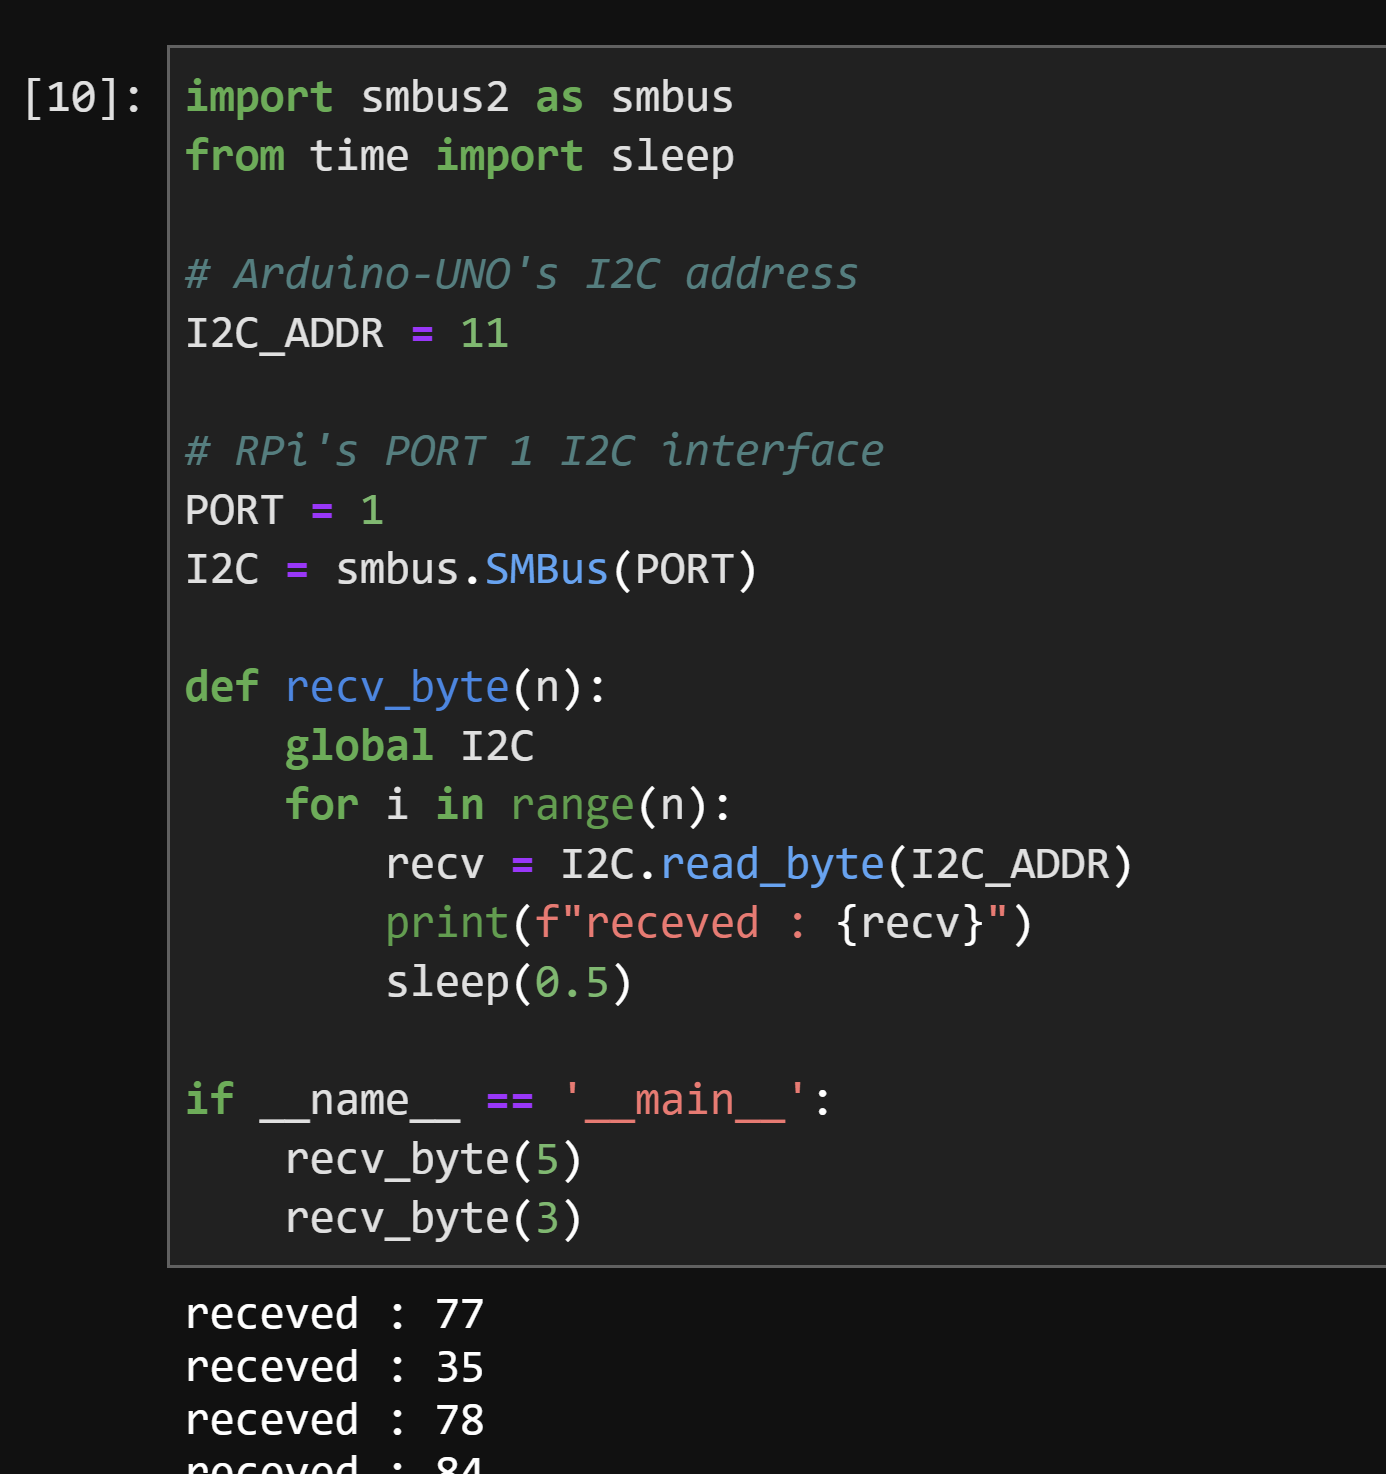 [10]:
import smbus2 as smbus
from time import sleep
# Arduino-UNO's I2C address
I2C_ADDR = 11
# RPi's PORT 1 I2C interface
PORT = 1
I2C = smbus.SMBus(PORT)
def recv_byte(n):
    global I2C
    for i in range(n):
        recv = I2C.read_byte(I2C_ADDR)
        print(f"receved : {recv}")
        sleep(0.5)
if __name__ == '__main__':
    recv_byte(5)
    recv_byte(3)
receved : 77
receved : 35
receved : 78
receved : 84